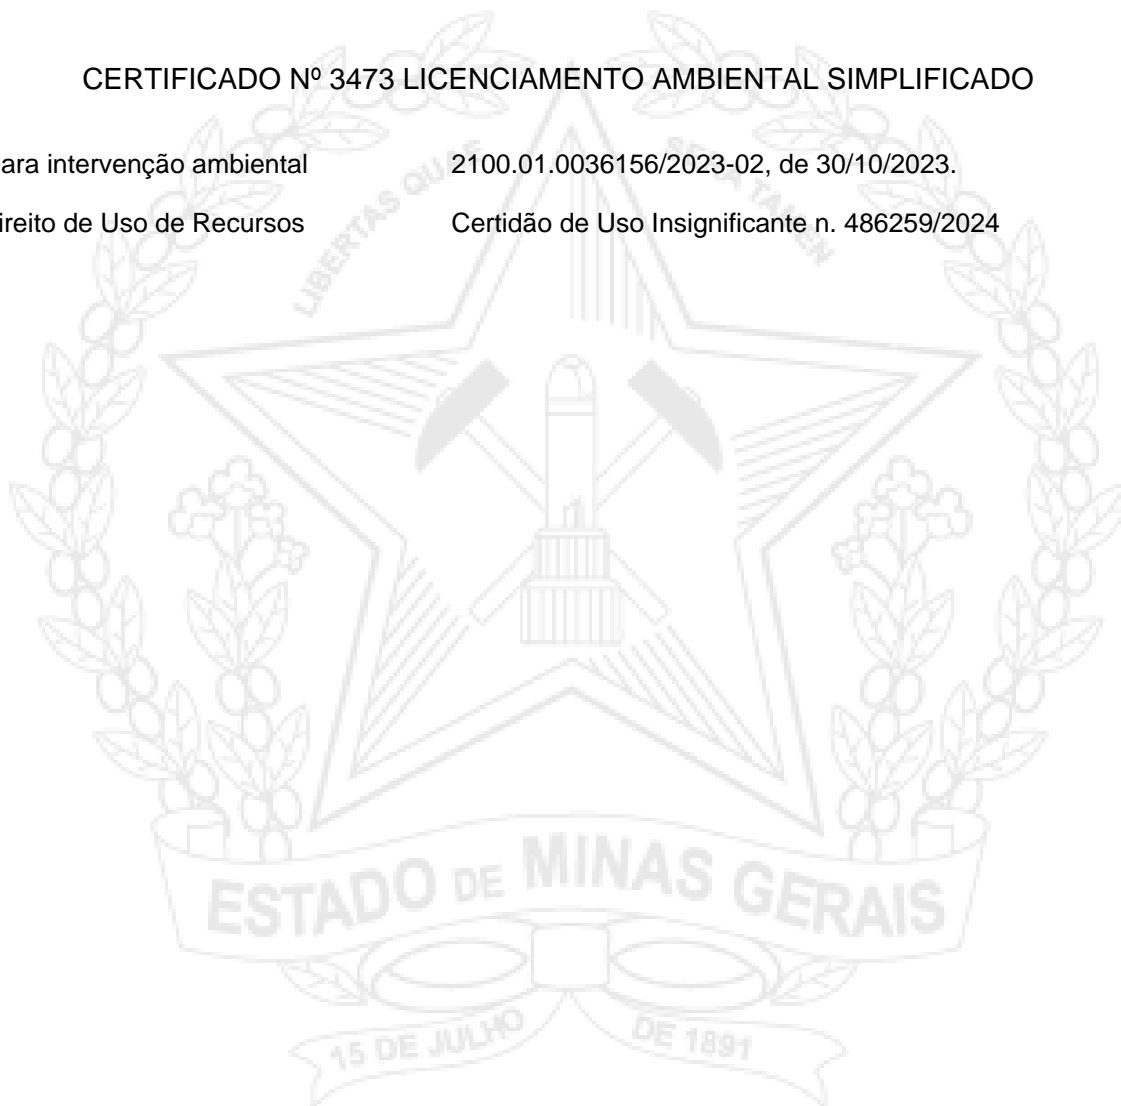 CERTIFICADO Nº 3473 LICENCIAMENTO AMBIENTAL SIMPLIFICADO
ara intervenção ambiental 2100.01.0036156/2023-02, de 30/10/2023.
ireito de Uso de Recursos Certidão de Uso Insignificante n. 486259/2024
LIBERTAS QUAE SERA TAMEN
ESTADO DE MINAS GERAIS
15 DE JULHO DE 1891